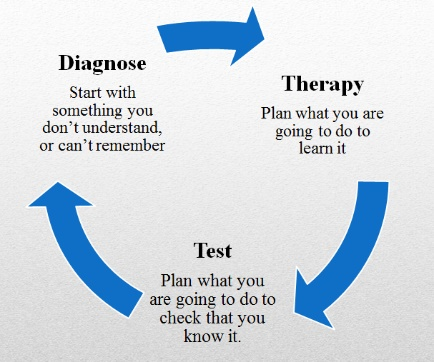 Diagnose
Start with
something you
don't understand,
or can't remember
Therapy
Plan what you are
going to do to
learn it
Test
Plan what you
are going to do to
check that you
know it.